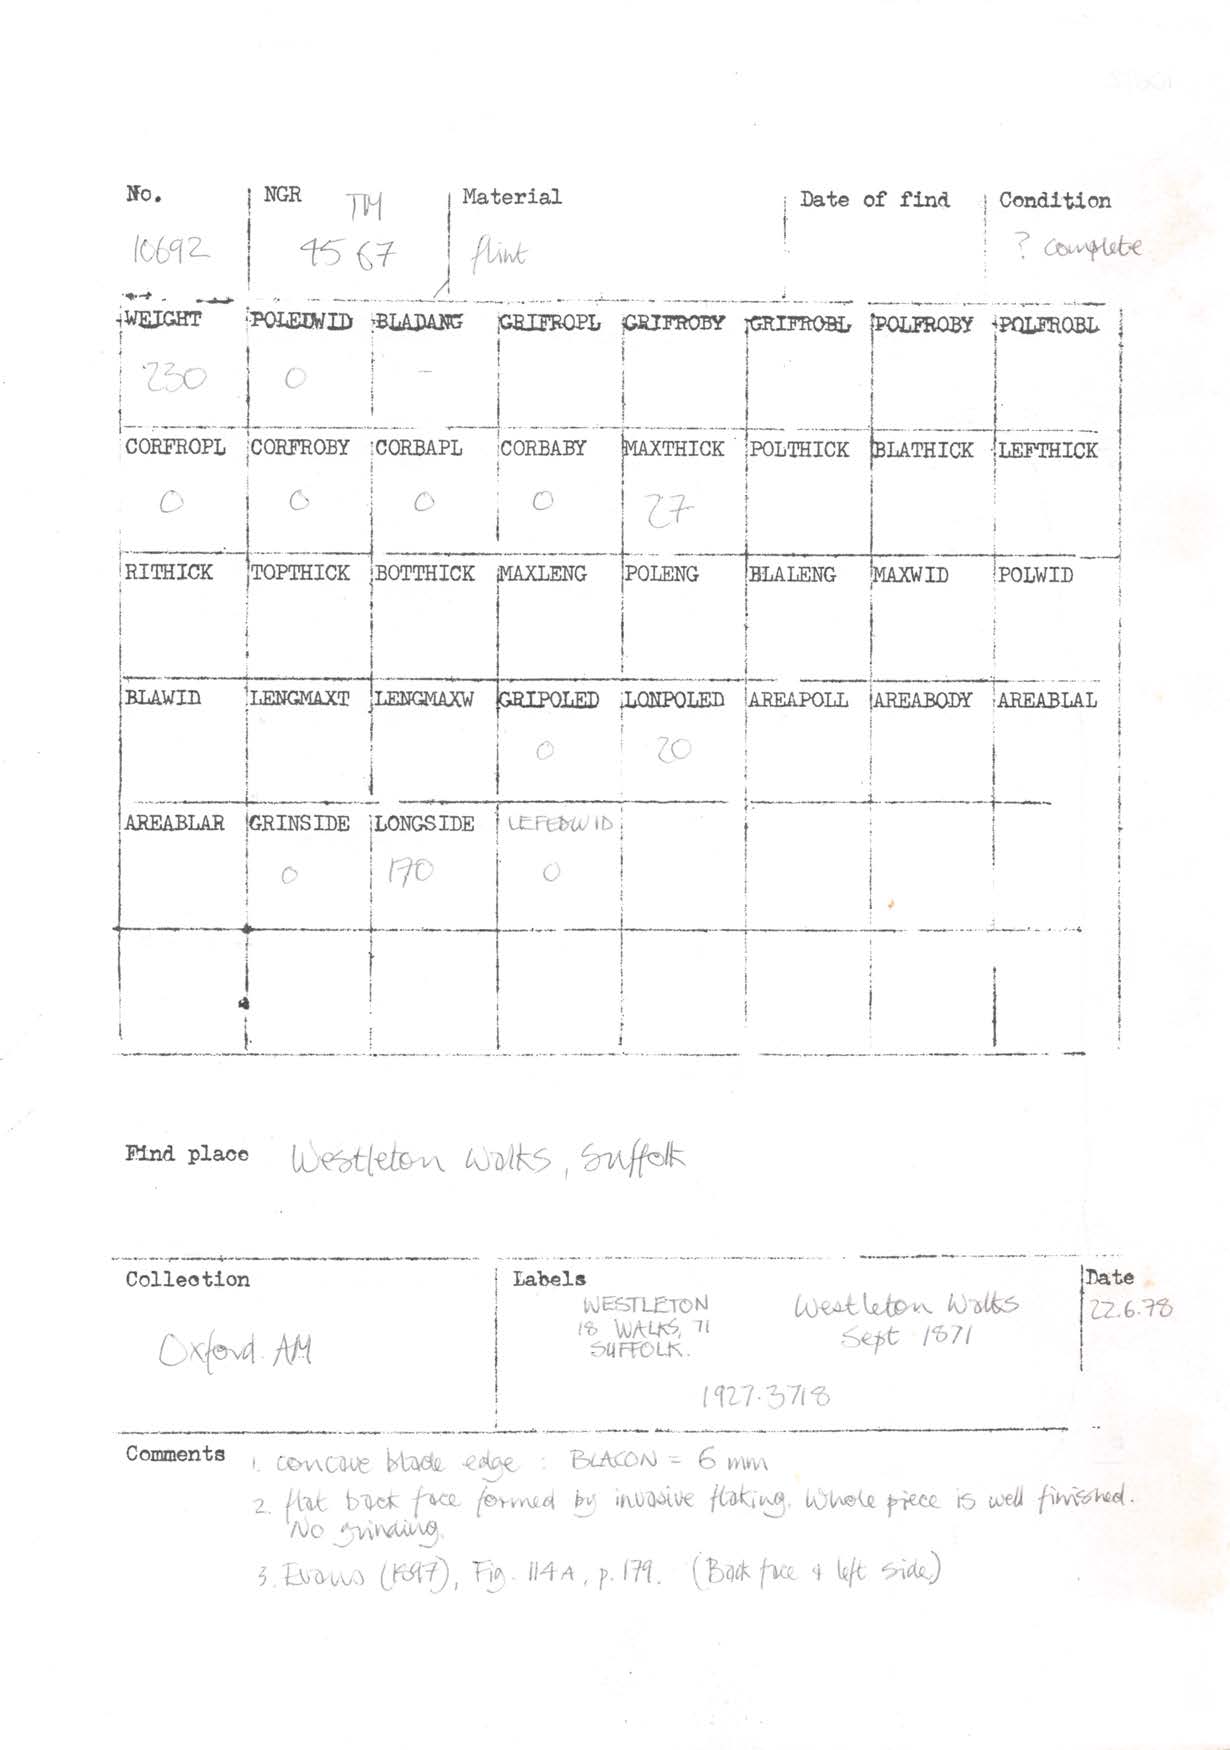 No. NGR TM Material Date of find Condition
10692 45 67 flint ? complete
WEIGHT POLEDWID BLADANG GRIFROPL GRIFROBY GRIFROBL POLFROBY POLFROBL
230 0 -
CORFROPL CORFROBY CORBAPL CORBABY MAXTHICK POLTHICK BLATHICK LEFTHICK
0 0 0 0 27
RITHICK TOPTHICK BOTTHICK MAXLENG POLENG BLALENG MAXWID POLWID
BLAWID LENGMAXT LENGMAXW GRIPOLED LONPOLED AREAPOLL AREABODY AREABLAL
0 20
AREABLAR GRINSIDE LONGSIDE LEFEDWID
0 170 0
Find place Westleton Walks, Suffolk
Collection Labels Date
WESTLETON Westleton Walks 22.6.78
18 WALKS, 71 Sept 1871
SUFFOLK.
Oxford. AM
1927.3718
Comments 1. concave blade edge : BLACON = 6 mm
2. flat back face formed by invasive flaking. Whole piece is well finished.
No grinding.
3. Evans (1897), Fig. 114A, p.179. (Back face & left side)